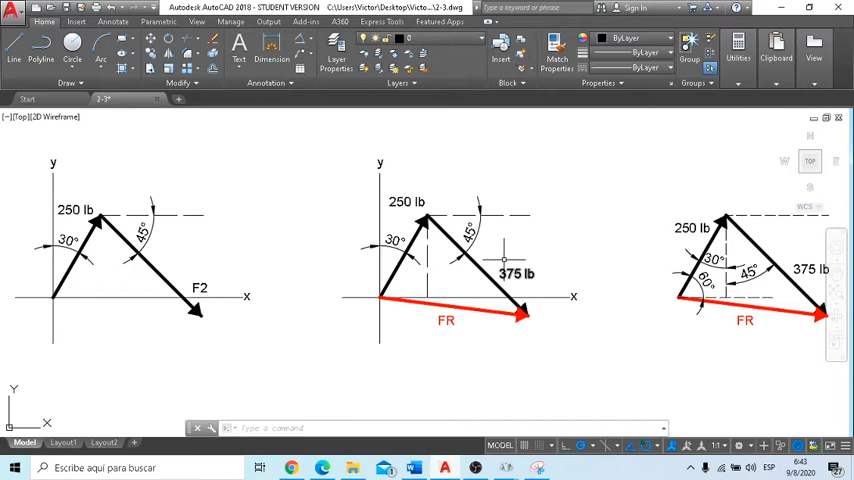 Autodesk AutoCAD 2018 - STUDENT VERSION C:\Users\Victor\Desktop\Victo...\2-3.dwg
Type a keyword or phrase
Sign In
Home Insert Annotate Parametric View Manage Output Add-ins A360 Express Tools Featured Apps
Line Polyline Circle Arc
Text Dimension
Layer Properties
0
Insert
Match Properties
ByLayer
ByLayer
ByLayer
Group
Utilities
Clipboard
View
Draw Modify Annotation Layers Block Properties Groups
Start 2-3*
[−][Top][2D Wireframe]
N
W TOP E
S
WCS
y
250 lb
30°
45°
F2
x
y
250 lb
30°
45°
375 lb
x
FR
250 lb
30°
45°
60°
375 lb
FR
Y
X
Type a command
Model Layout1 Layout2 +
MODEL 1:1
Escribe aquí para buscar
1
ESP
6:43
9/8/2020
27